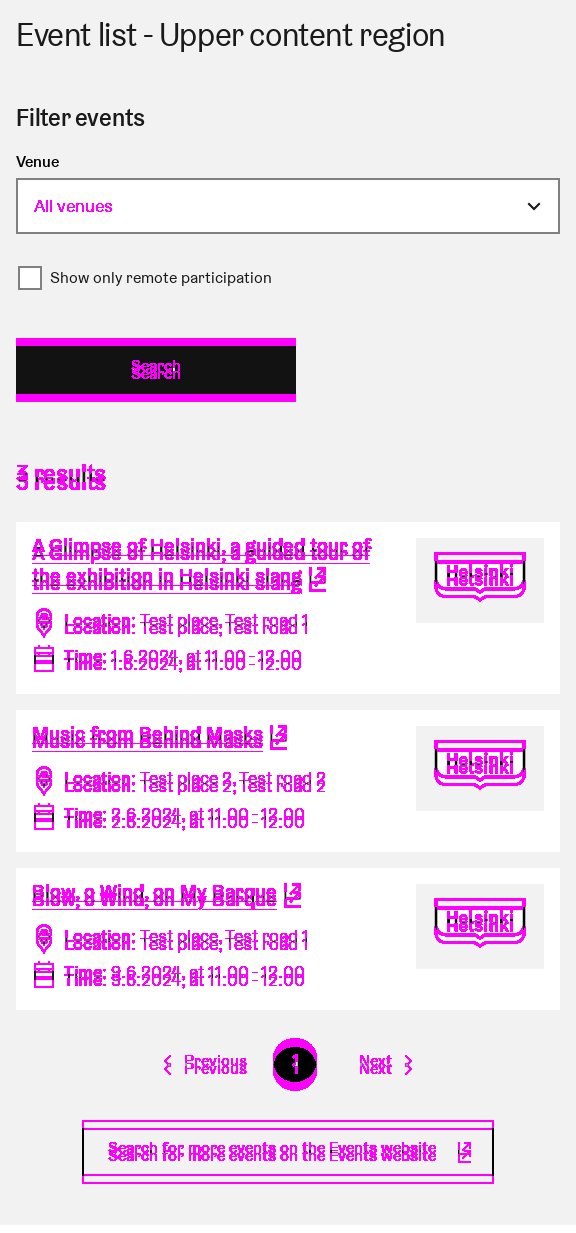 Event list - Upper content region
Filter events
Venue
All venues
Show only remote participation
Search
3 results
A Glimpse of Helsinki, a guided tour of
the exhibition in Helsinki slang
Helsinki
Location: Test place, Test road 1
Time: 1.6.2024, at 11.00 - 12.00
Music from Behind Masks
Helsinki
Location: Test place 2, Test road 2
Time: 2.6.2024, at 11.00 - 12.00
Blow, o Wind, on My Barque
Helsinki
Location: Test place, Test road 1
Time: 3.6.2024, at 11.00 - 12.00
Previous 1 Next
Search for more events on the Events website